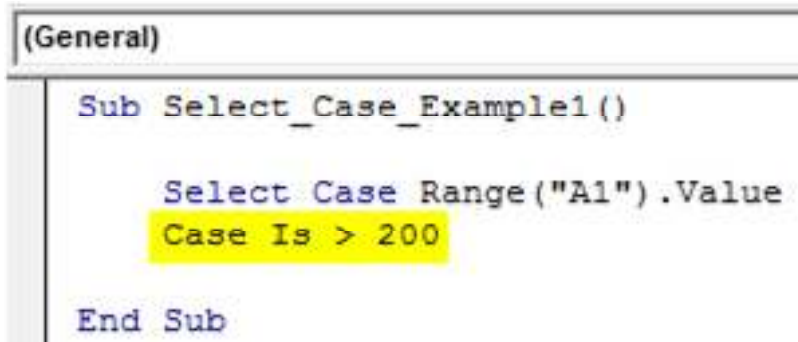 (General)
Sub Select_Case_Example1()
Select Case Range("A1").Value
Case Is > 200
End Sub